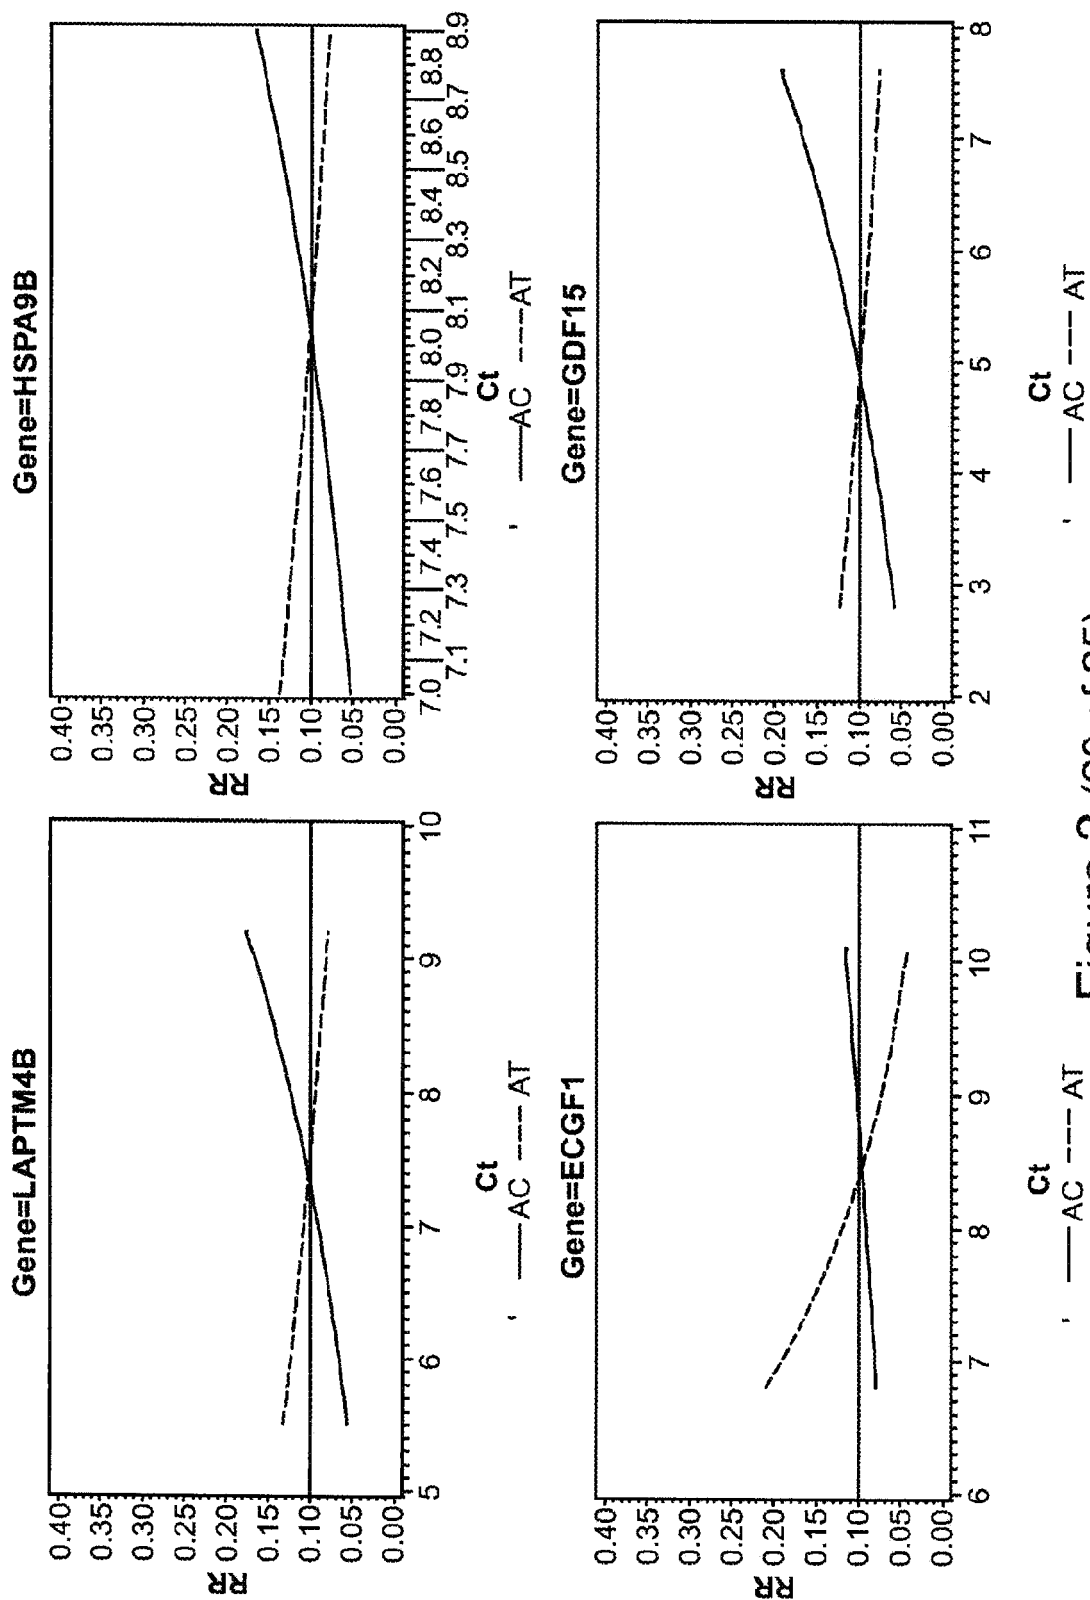 Gene=LAPTM4B
RR
0.40
0.35
0.30
0.25
0.20
0.15
0.10
0.05
0.00
5 6 7 8 9 10
Ct
' —— AC ---- AT
Gene=HSPA9B
RR
0.40
0.35
0.30
0.25
0.20
0.15
0.10
0.05
0.00
7.0 7.2 7.4 7.6 7.8 8.0 8.2 8.4 8.6 8.8
7.1 7.3 7.5 7.7 7.9 8.1 8.3 8.5 8.7 8.9
Ct
' —— AC ---- AT
Gene=ECGF1
RR
0.40
0.35
0.30
0.25
0.20
0.15
0.10
0.05
0.00
6 7 8 9 10 11
Ct
' —— AC ---- AT
Gene=GDF15
RR
0.40
0.35
0.30
0.25
0.20
0.15
0.10
0.05
0.00
2 3 4 5 6 7 8
Ct
' —— AC ---- AT
Figure